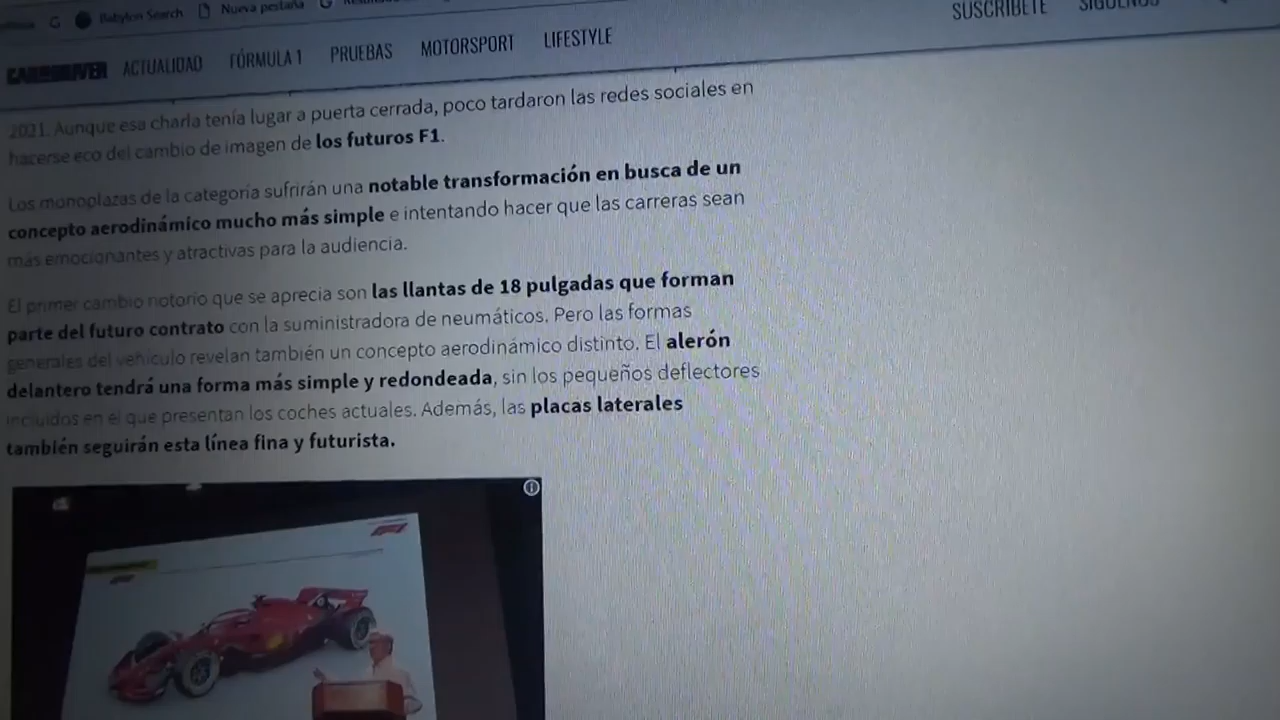 Babylon Search Nueva pestaña
SUSCRÍBETE SÍGUENOS
CAR AND DRIVER ACTUALIDAD FÓRMULA 1 PRUEBAS MOTORSPORT LIFESTYLE
2021. Aunque esa charla tenía lugar a puerta cerrada, poco tardaron las redes sociales en
hacerse eco del cambio de imagen de los futuros F1.
Los monoplazas de la categoría sufrirán una notable transformación en busca de un
concepto aerodinámico mucho más simple e intentando hacer que las carreras sean
más emocionantes y atractivas para la audiencia.
El primer cambio notorio que se aprecia son las llantas de 18 pulgadas que forman
parte del futuro contrato con la suministradora de neumáticos. Pero las formas
generales del vehículo revelan también un concepto aerodinámico distinto. El alerón
delantero tendrá una forma más simple y redondeada, sin los pequeños deflectores
incluidos en el que presentan los coches actuales. Además, las placas laterales
también seguirán esta línea fina y futurista.